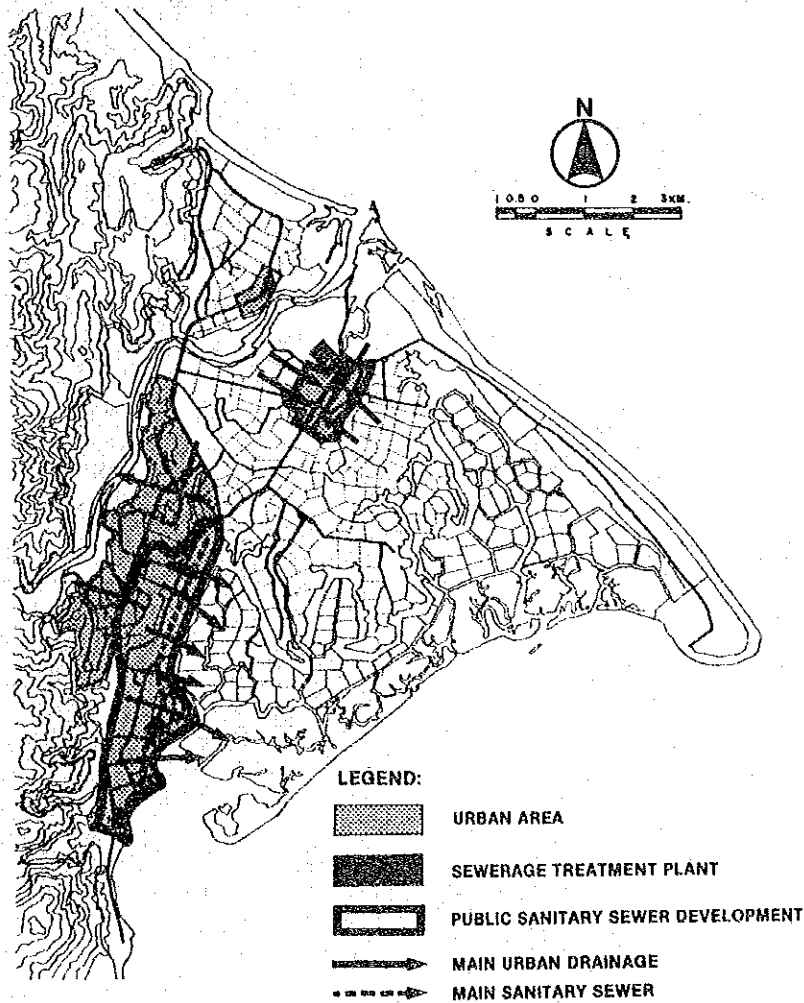 N
1 0.5 0 1 2 3KM.
SCALE
LEGEND:
URBAN AREA
SEWERAGE TREATMENT PLANT
PUBLIC SANITARY SEWER DEVELOPMENT
MAIN URBAN DRAINAGE
MAIN SANITARY SEWER